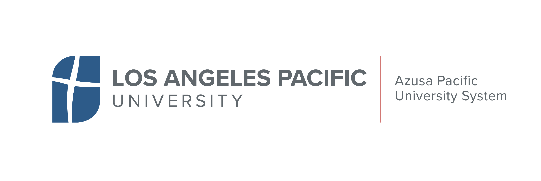 LOS ANGELES PACIFIC
UNIVERSITY
Azusa Pacific
University System